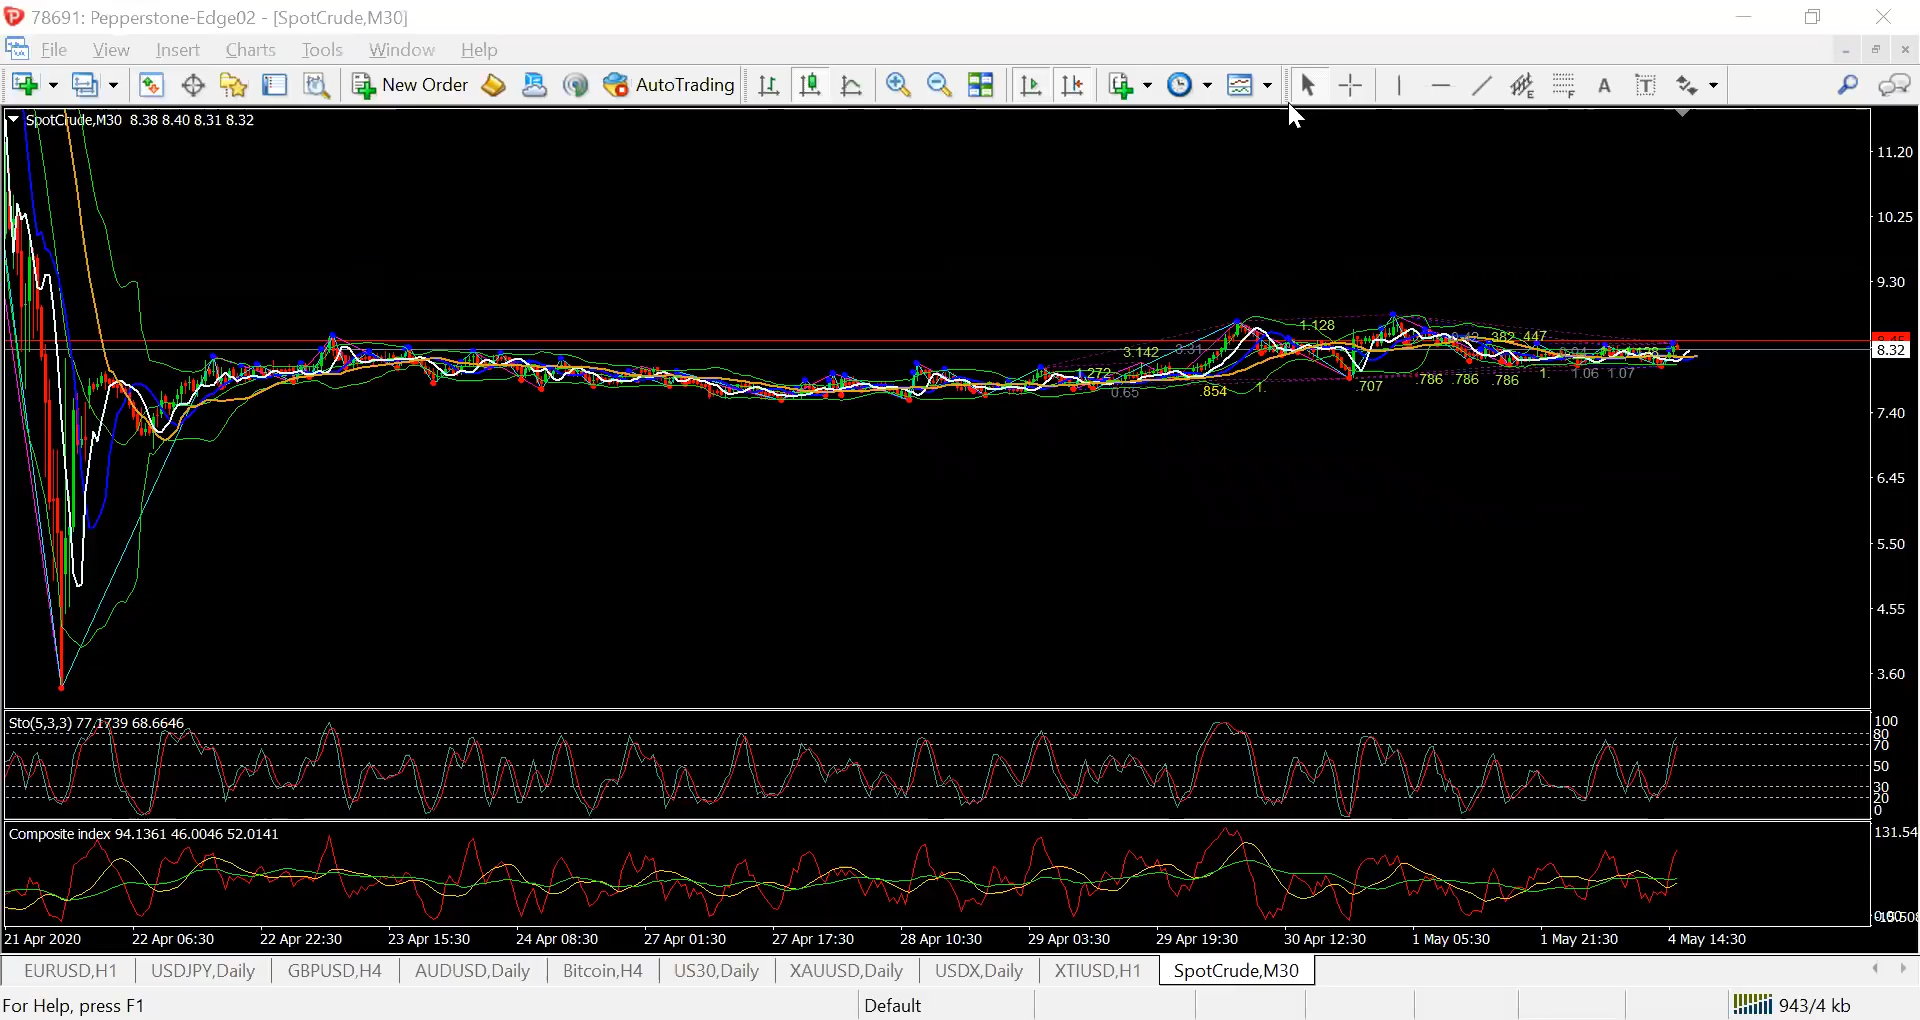 78691: Pepperstone-Edge02 - [SpotCrude,M30]
File View Insert Charts Tools Window Help
New Order AutoTrading
SpotCrude,M30 8.38 8.40 8.31 8.32
11.20
10.25
9.30
8.32
7.40
6.45
5.50
4.55
3.60
1.128
3.142 3.31
.382 .447
1.272
0.65
.854 1.
.707
.786 .786 .786
1. 1.06 1.07
Sto(5,3,3) 77.1739 68.6646
100
80
70
50
30
20
0
Composite index 94.1361 46.0046 52.0141
131.54
21 Apr 2020 22 Apr 06:30 22 Apr 22:30 23 Apr 15:30 24 Apr 08:30 27 Apr 01:30 27 Apr 17:30 28 Apr 10:30 29 Apr 03:30 29 Apr 19:30 30 Apr 12:30 1 May 05:30 1 May 21:30 4 May 14:30
EURUSD,H1 USDJPY,Daily GBPUSD,H4 AUDUSD,Daily Bitcoin,H4 US30,Daily XAUUSD,Daily USDX,Daily XTIUSD,H1 SpotCrude,M30
For Help, press F1 Default 943/4 kb